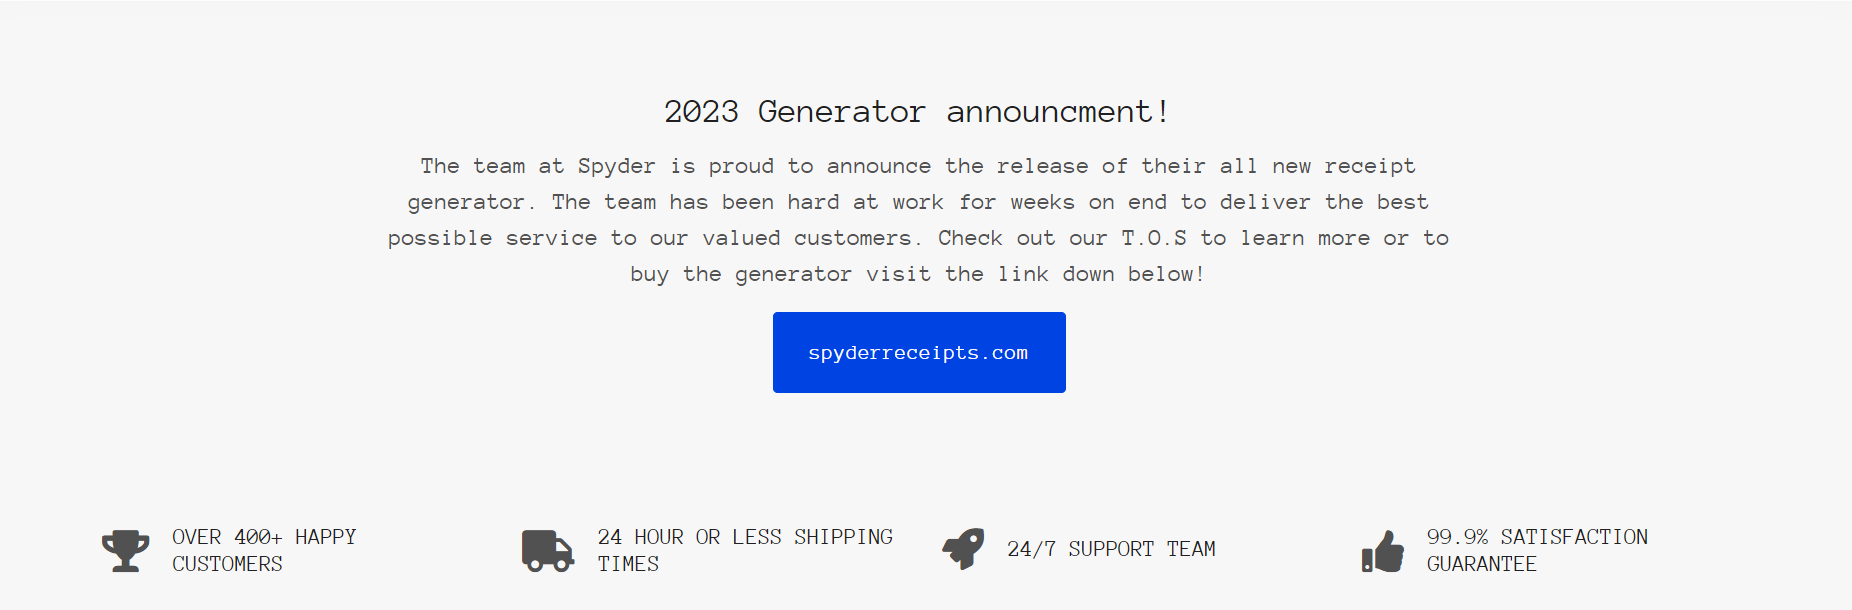 2023 Generator announcment!
The team at Spyder is proud to announce the release of their all new receipt
generator. The team has been hard at work for weeks on end to deliver the best
possible service to our valued customers. Check out our T.O.S to learn more or to
buy the generator visit the link down below!
spyderreceipts.com
OVER 400+ HAPPY
CUSTOMERS
24 HOUR OR LESS SHIPPING
TIMES
24/7 SUPPORT TEAM
99.9% SATISFACTION
GUARANTEE